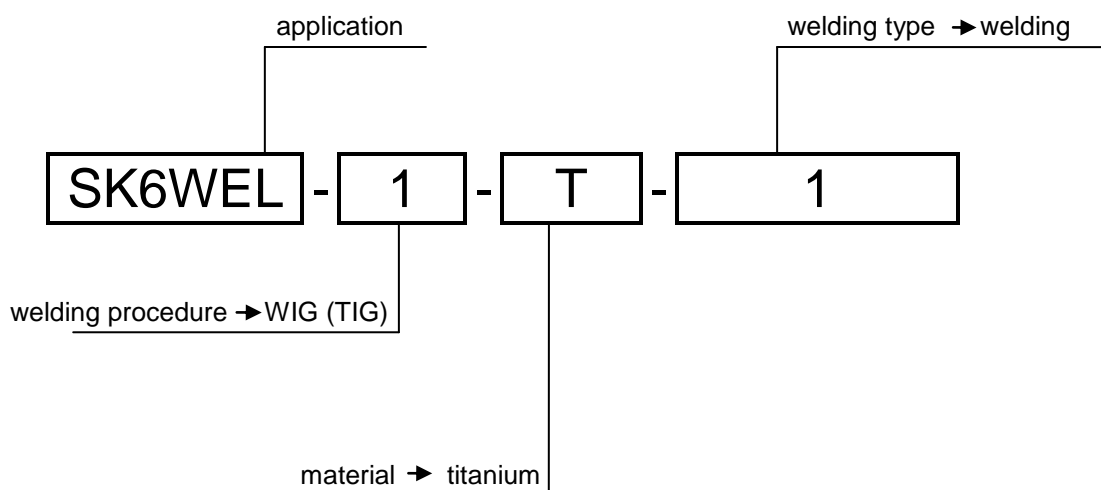 application
welding type → welding
SK6WEL - 1 - T - 1
welding procedure → WIG (TIG)
material → titanium